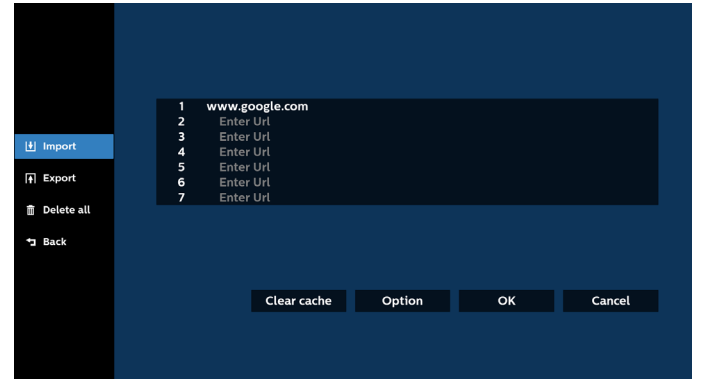 Import
Export
Delete all
Back
1 www.google.com
2 Enter Url
3 Enter Url
4 Enter Url
5 Enter Url
6 Enter Url
7 Enter Url
Clear cache Option OK Cancel